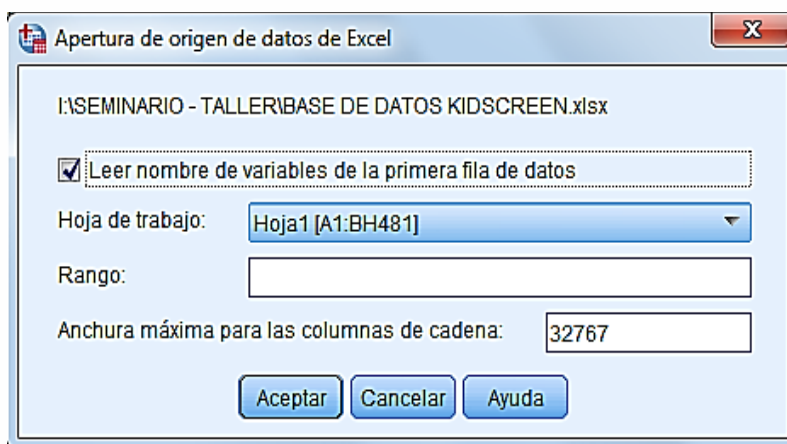 Apertura de origen de datos de Excel
I:\SEMINARIO - TALLER\BASE DE DATOS KIDSCREEN.xlsx
Leer nombre de variables de la primera fila de datos
Hoja de trabajo: Hoja1 [A1:BH481]
Rango:
Anchura máxima para las columnas de cadena: 32767
Aceptar Cancelar Ayuda